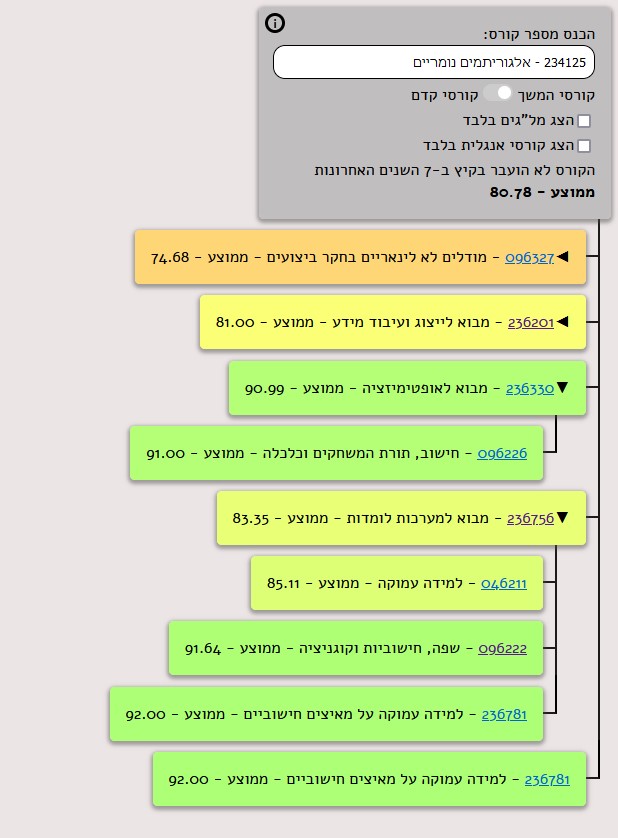 הכנס מספר קורס:
234125 - אלגוריתמים נומריים
קורסי המשך קורסי קדם
הצג מל"גים בלבד
הצג קורסי אנגלית בלבד
הקורס לא הועבר בקיץ ב-7 השנים האחרונות
ממוצע - 80.78
096327 - מודלים לא לינאריים בחקר ביצועים - ממוצע - 74.68
236201 - מבוא לייצוג ועיבוד מידע - ממוצע - 81.00
236330 - מבוא לאופטימיזציה - ממוצע - 90.99
096226 - חישוב, תורת המשחקים וכלכלה - ממוצע - 91.00
236756 - מבוא למערכות לומדות - ממוצע - 83.35
046211 - למידה עמוקה - ממוצע - 85.11
096222 - שפה, חישוביות וקוגניציה - ממוצע - 91.64
236781 - למידה עמוקה על מאיצים חישוביים - ממוצע - 92.00
236781 - למידה עמוקה על מאיצים חישוביים - ממוצע - 92.00